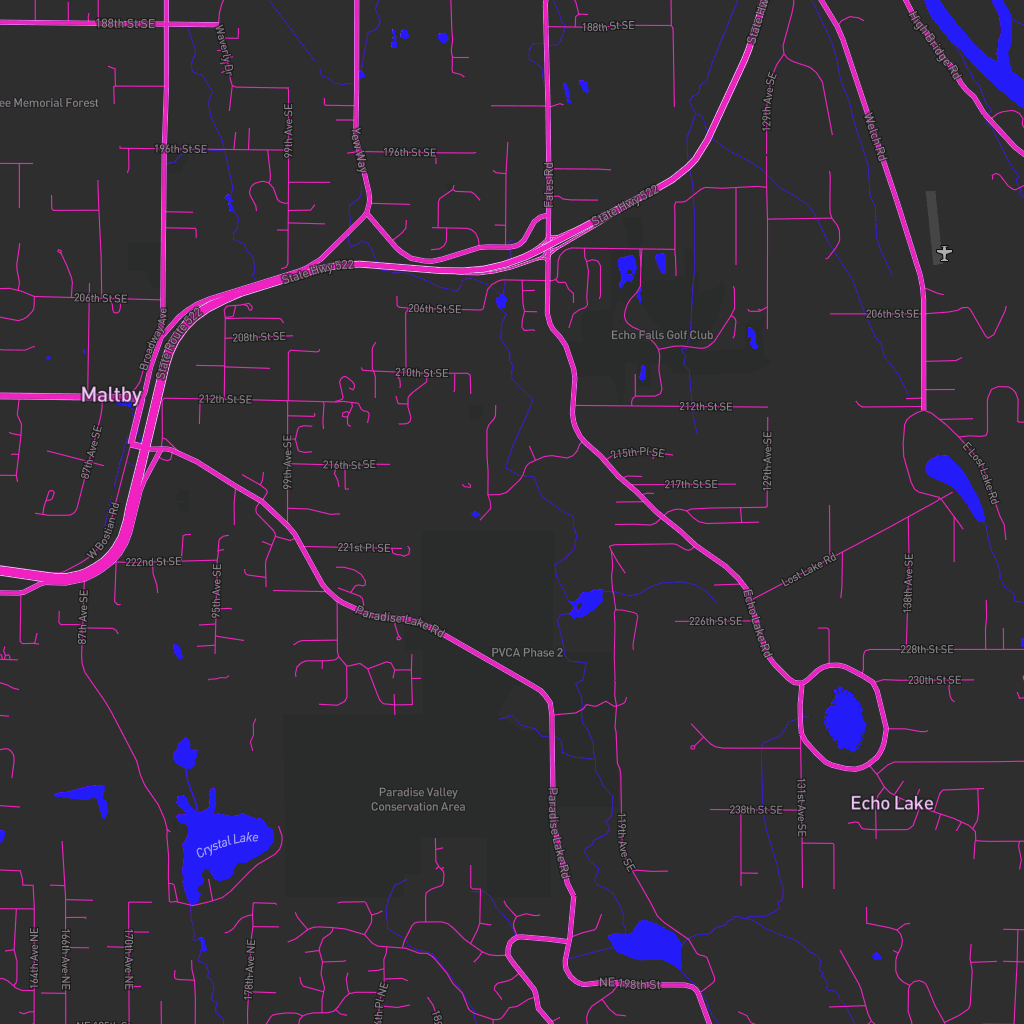 188th St SE
Waverly Dr
188th St SE
State Hwy
High Bridge Rd
ee Memorial Forest
99th Ave SE
129th Ave SE
Welch Rd
196th St SE
Yew Way
196th St SE
Fales Rd
State Hwy 522
State Hwy 522
206th St SE
206th St SE
206th St SE
State Route 522
Broadway Ave
208th St SE
Echo Falls Golf Club
210th St SE
Maltby
212th St SE
212th St SE
87th Ave SE
99th Ave SE
216th St SE
215th Pl SE
129th Ave SE
E Lost Lake Rd
217th St SE
W Bostian Rd
221st Pl SE
222nd St SE
95th Ave SE
87th Ave SE
Lost Lake Rd
138th Ave SE
Echo Lake Rd
Paradise Lake Rd
226th St SE
PVCA Phase 2
228th St SE
230th St SE
Paradise Valley
Conservation Area
131st Ave SE
Echo Lake
238th St SE
Paradise Lake Rd
119th Ave SE
Crystal Lake
164th Ave NE
166th Ave NE
170th Ave NE
178th Ave NE
NE 198th St